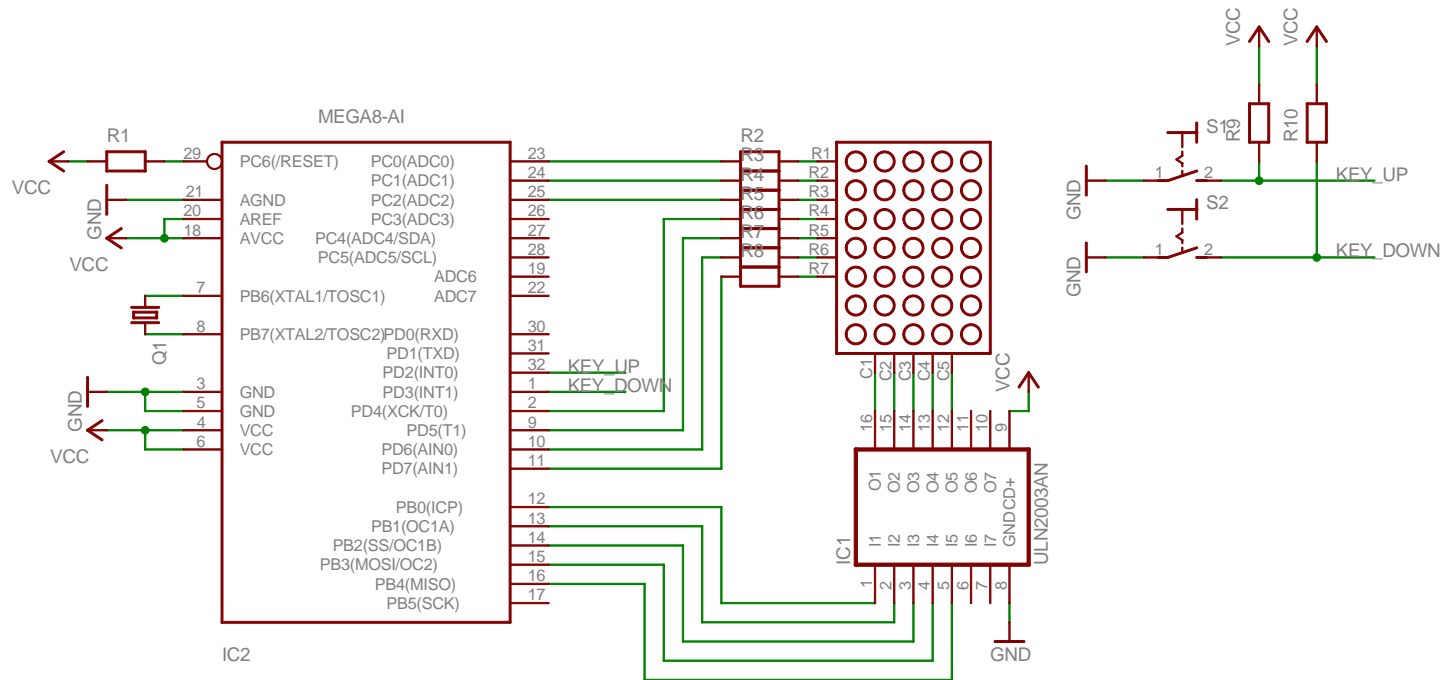 MEGA8-AI
R1
VCC
29 PC6(/RESET)
21 AGND
20 AREF
18 AVCC
GND
VCC
7 PB6(XTAL1/TOSC1)
8 PB7(XTAL2/TOSC2)
Q1
3 GND
5 GND
4 VCC
6 VCC
GND
VCC
PC0(ADC0) 23
PC1(ADC1) 24
PC2(ADC2) 25
PC3(ADC3) 26
PC4(ADC4/SDA) 27
PC5(ADC5/SCL) 28
ADC6 19
ADC7 22
PD0(RXD) 30
PD1(TXD) 31
PD2(INT0) 32 KEY_UP
PD3(INT1) 1 KEY_DOWN
PD4(XCK/T0) 2
PD5(T1) 9
PD6(AIN0) 10
PD7(AIN1) 11
PB0(ICP) 12
PB1(OC1A) 13
PB2(SS/OC1B) 14
PB3(MOSI/OC2) 15
PB4(MISO) 16
PB5(SCK) 17
IC2
R2
R3
R4
R5
R6
R7
R8
R1
R2
R3
R4
R5
R6
R7
C1
C2
C3
C4
C5
VCC
16 15 14 13 12 11 10 9
O1 O2 O3 O4 O5 O6 O7 CD+
I1 I2 I3 I4 I5 I6 I7 GND
1 2 3 4 5 6 7 8
IC1
ULN2003AN
GND
VCC VCC
R9 R10
S1
GND 1 2 KEY_UP
S2
GND 1 2 KEY_DOWN